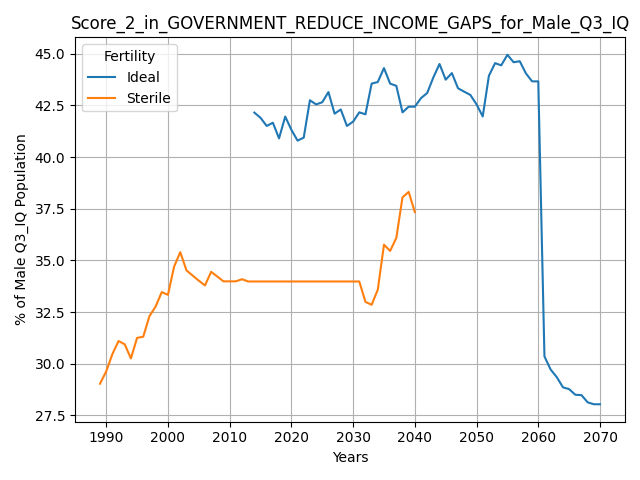 Score_2_in_GOVERNMENT_REDUCE_INCOME_GAPS_for_Male_Q3_IQ
Fertility
Ideal
Sterile
% of Male Q3_IQ Population
45.0
42.5
40.0
37.5
35.0
32.5
30.0
27.5
1990 2000 2010 2020 2030 2040 2050 2060 2070
Years